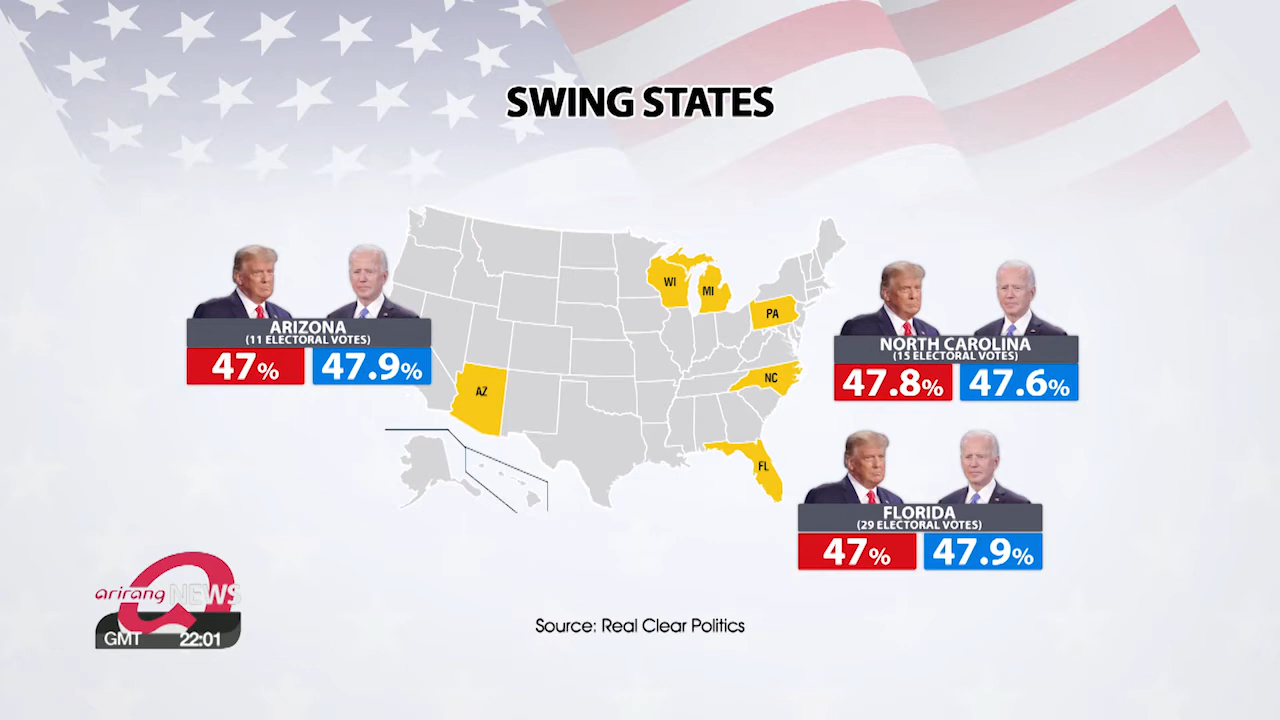 SWING STATES
WI
MI
PA
NC
AZ
FL
ARIZONA
(11 ELECTORAL VOTES)
47% 47.9%
NORTH CAROLINA
(15 ELECTORAL VOTES)
47.8% 47.6%
FLORIDA
(29 ELECTORAL VOTES)
47% 47.9%
arirang NEWS
GMT 22:01
Source: Real Clear Politics